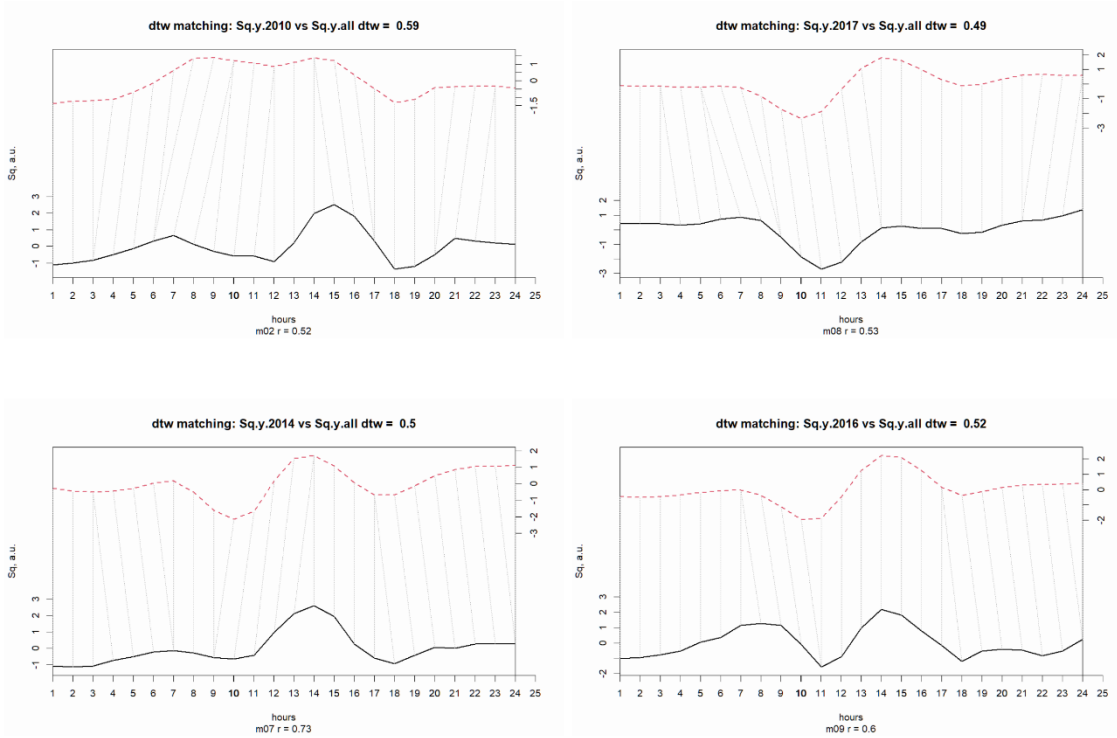 dtw matching: Sq.y.2010 vs Sq.y.all dtw = 0.59
Sq, a.u.
3
2
1
0
-1
1
0
-1.5
1 2 3 4 5 6 7 8 9 10 11 12 13 14 15 16 17 18 19 20 21 22 23 24 25
hours
m02 r = 0.52
dtw matching: Sq.y.2017 vs Sq.y.all dtw = 0.49
Sq, a.u.
2
1
-1
-3
2
1
-1
-3
1 2 3 4 5 6 7 8 9 10 11 12 13 14 15 16 17 18 19 20 21 22 23 24 25
hours
m08 r = 0.53
dtw matching: Sq.y.2014 vs Sq.y.all dtw = 0.5
Sq, a.u.
3
2
1
0
-1
2
1
0
-1
-2
-3
1 2 3 4 5 6 7 8 9 10 11 12 13 14 15 16 17 18 19 20 21 22 23 24 25
hours
m07 r = 0.73
dtw matching: Sq.y.2016 vs Sq.y.all dtw = 0.52
Sq, a.u.
3
2
1
0
-2
2
1
0
-2
1 2 3 4 5 6 7 8 9 10 11 12 13 14 15 16 17 18 19 20 21 22 23 24 25
hours
m09 r = 0.6